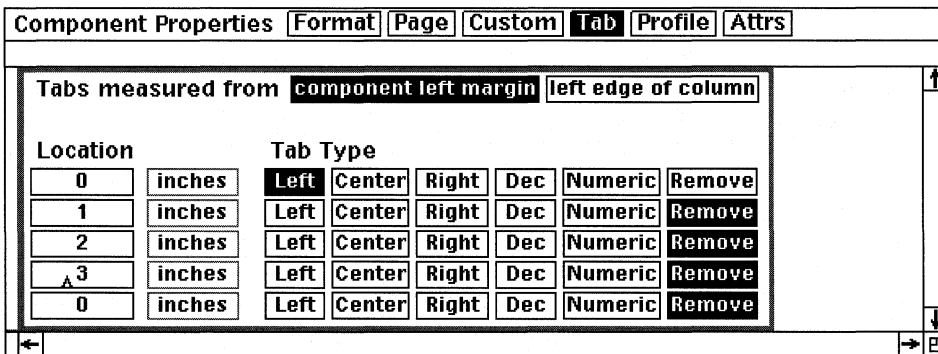 Component Properties Format Page Custom Tab Profile Attrs
Tabs measured from component left margin left edge of column
Location Tab Type
0 inches Left Center Right Dec Numeric Remove
1 inches Left Center Right Dec Numeric Remove
2 inches Left Center Right Dec Numeric Remove
3 inches Left Center Right Dec Numeric Remove
0 inches Left Center Right Dec Numeric Remove